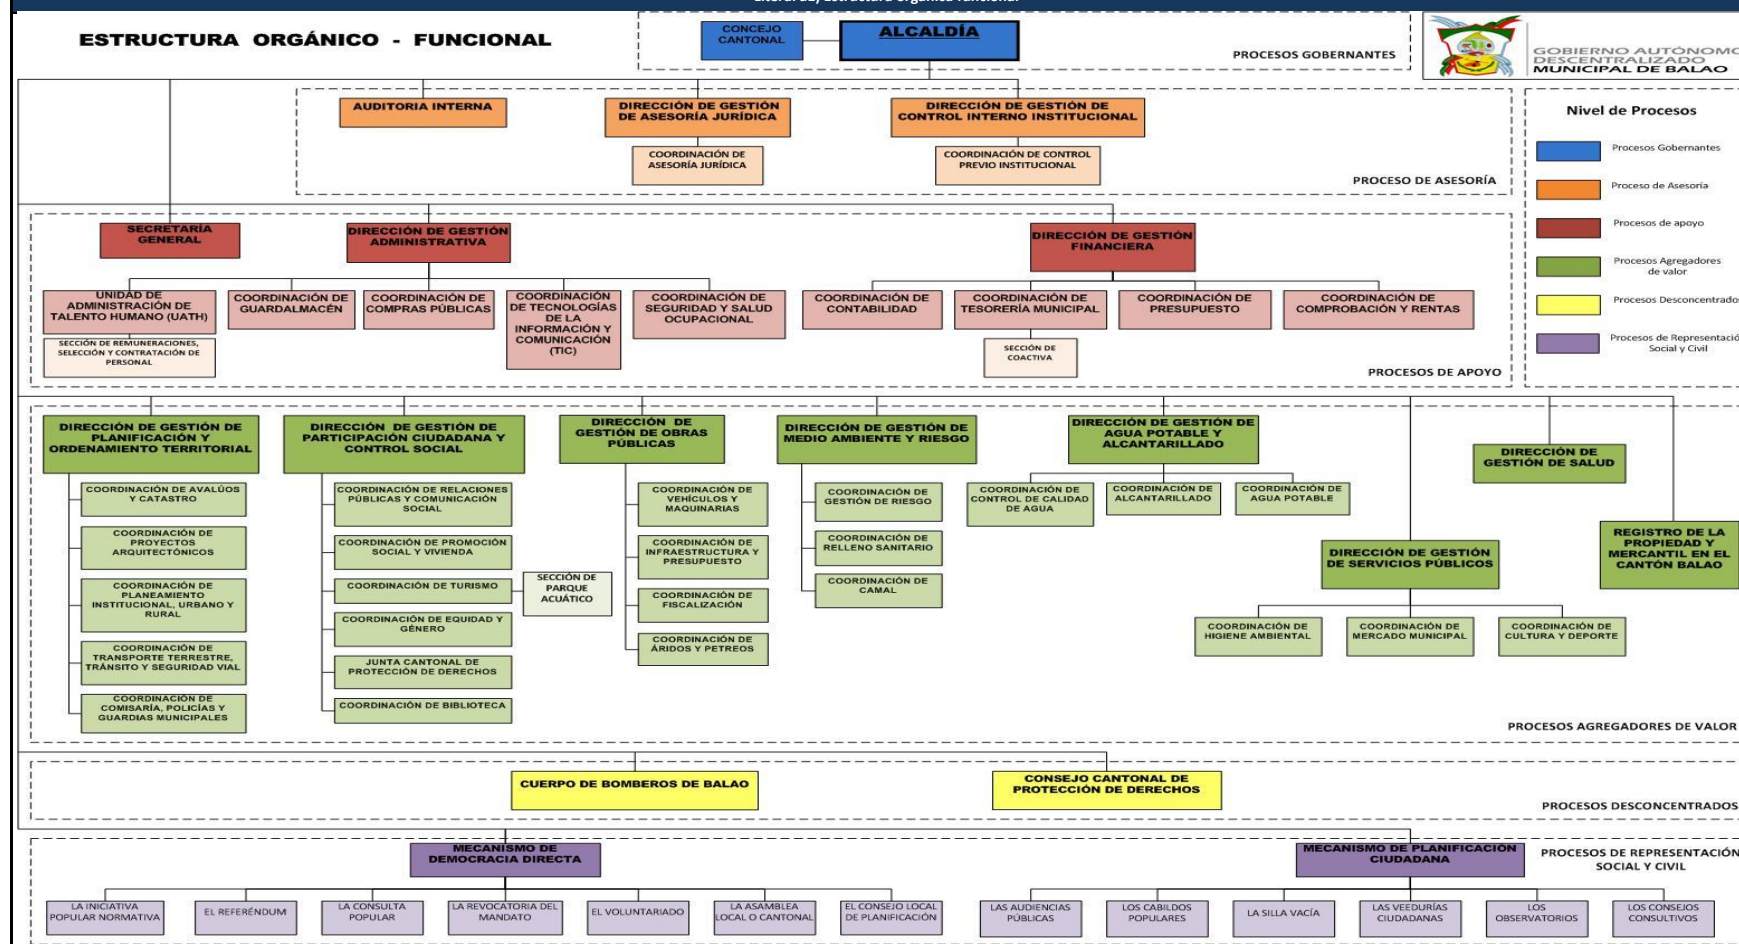 Literal a2) Estructura orgánico funcional
ESTRUCTURA ORGÁNICO - FUNCIONAL
CONCEJO
CANTONAL
ALCALDÍA
PROCESOS GOBERNANTES
GOBIERNO AUTÓNOMO
DESCENTRALIZADO
MUNICIPAL DE BALAO
AUDITORIA INTERNA
DIRECCIÓN DE GESTIÓN
DE ASESORÍA JURÍDICA
DIRECCIÓN DE GESTIÓN DE
CONTROL INTERNO INSTITUCIONAL
COORDINACIÓN DE
ASESORÍA JURÍDICA
COORDINACIÓN DE CONTROL
PREVIO INSTITUCIONAL
PROCESO DE ASESORÍA
Nivel de Procesos
Procesos Gobernantes
Proceso de Asesoría
Procesos de apoyo
Procesos Agregadores
de valor
Procesos Desconcentrados
Procesos de Representació
Social y Civil
SECRETARÍA
GENERAL
DIRECCIÓN DE GESTIÓN
ADMINISTRATIVA
DIRECCIÓN DE GESTIÓN
FINANCIERA
UNIDAD DE
ADMINISTRACIÓN DE
TALENTO HUMANO (UATH)
COORDINACIÓN DE
GUARDALMACÉN
COORDINACIÓN DE
COMPRAS PÚBLICAS
COORDINACIÓN
DE TECNOLOGÍAS
DE LA
INFORMACIÓN Y
COMUNICACIÓN
(TIC)
COORDINACIÓN DE
SEGURIDAD Y SALUD
OCUPACIONAL
COORDINACIÓN DE
CONTABILIDAD
COORDINACIÓN DE
TESORERÍA MUNICIPAL
COORDINACIÓN DE
PRESUPUESTO
COORDINACIÓN DE
COMPROBACIÓN Y RENTAS
SECCIÓN DE REMUNERACIONES,
SELECCIÓN Y CONTRATACIÓN DE
PERSONAL
SECCIÓN DE
COACTIVA
PROCESOS DE APOYO
DIRECCIÓN DE GESTIÓN DE
PLANIFICACIÓN Y
ORDENAMIENTO TERRITORIAL
DIRECCIÓN DE GESTIÓN DE
PARTICIPACIÓN CIUDADANA Y
CONTROL SOCIAL
DIRECCIÓN DE
GESTIÓN DE OBRAS
PÚBLICAS
DIRECCIÓN DE GESTIÓN DE
MEDIO AMBIENTE Y RIESGO
DIRECCIÓN DE GESTIÓN DE
AGUA POTABLE Y
ALCANTARILLADO
DIRECCIÓN DE
GESTIÓN DE SALUD
DIRECCIÓN DE GESTIÓN
DE SERVICIOS PÚBLICOS
REGISTRO DE LA
PROPIEDAD Y
MERCANTIL EN EL
CANTÓN BALAO
COORDINACIÓN DE AVALÚOS
Y CATASTRO
COORDINACIÓN DE
PROYECTOS
ARQUITECTÓNICOS
COORDINACIÓN DE
PLANEAMIENTO
INSTITUCIONAL, URBANO Y
RURAL
COORDINACIÓN DE
TRANSPORTE TERRESTRE,
TRÁNSITO Y SEGURIDAD VIAL
COORDINACIÓN DE
COMISARÍA, POLICÍAS Y
GUARDIAS MUNICIPALES
COORDINACIÓN DE RELACIONES
PÚBLICAS Y COMUNICACIÓN
SOCIAL
COORDINACIÓN DE PROMOCIÓN
SOCIAL Y VIVIENDA
COORDINACIÓN DE TURISMO
SECCIÓN DE
PARQUE
ACUÁTICO
COORDINACIÓN DE EQUIDAD Y
GÉNERO
JUNTA CANTONAL DE
PROTECCIÓN DE DERECHOS
COORDINACIÓN DE BIBLIOTECA
COORDINACIÓN DE
VEHÍCULOS Y
MAQUINARIAS
COORDINACIÓN DE
INFRAESTRUCTURA Y
PRESUPUESTO
COORDINACIÓN DE
FISCALIZACIÓN
COORDINACIÓN DE
ÁRIDOS Y PETREOS
COORDINACIÓN DE
GESTIÓN DE RIESGO
COORDINACIÓN DE
RELLENO SANITARIO
COORDINACIÓN DE
CAMAL
COORDINACIÓN DE
CONTROL DE CALIDAD
DE AGUA
COORDINACIÓN DE
ALCANTARILLADO
COORDINACIÓN DE
AGUA POTABLE
COORDINACIÓN DE
HIGIENE AMBIENTAL
COORDINACIÓN DE
MERCADO MUNICIPAL
COORDINACIÓN DE
CULTURA Y DEPORTE
PROCESOS AGREGADORES DE VALOR
CUERPO DE BOMBEROS DE BALAO
CONSEJO CANTONAL DE
PROTECCIÓN DE DERECHOS
PROCESOS DESCONCENTRADOS
MECANISMO DE
DEMOCRACIA DIRECTA
MECANISMO DE PLANIFICACIÓN
CIUDADANA
PROCESOS DE REPRESENTACIÓN
SOCIAL Y CIVIL
LA INICIATIVA
POPULAR NORMATIVA
EL REFERÉNDUM
LA CONSULTA
POPULAR
LA REVOCATORIA DEL
MANDATO
EL VOLUNTARIADO
LA ASAMBLEA
LOCAL O CANTONAL
EL CONSEJO LOCAL
DE PLANIFICACIÓN
LAS AUDIENCIAS
PÚBLICAS
LOS CABILDOS
POPULARES
LA SILLA VACÍA
LAS VEEDURÍAS
CIUDADANAS
LOS
OBSERVATORIOS
LOS CONSEJOS
CONSULTIVOS